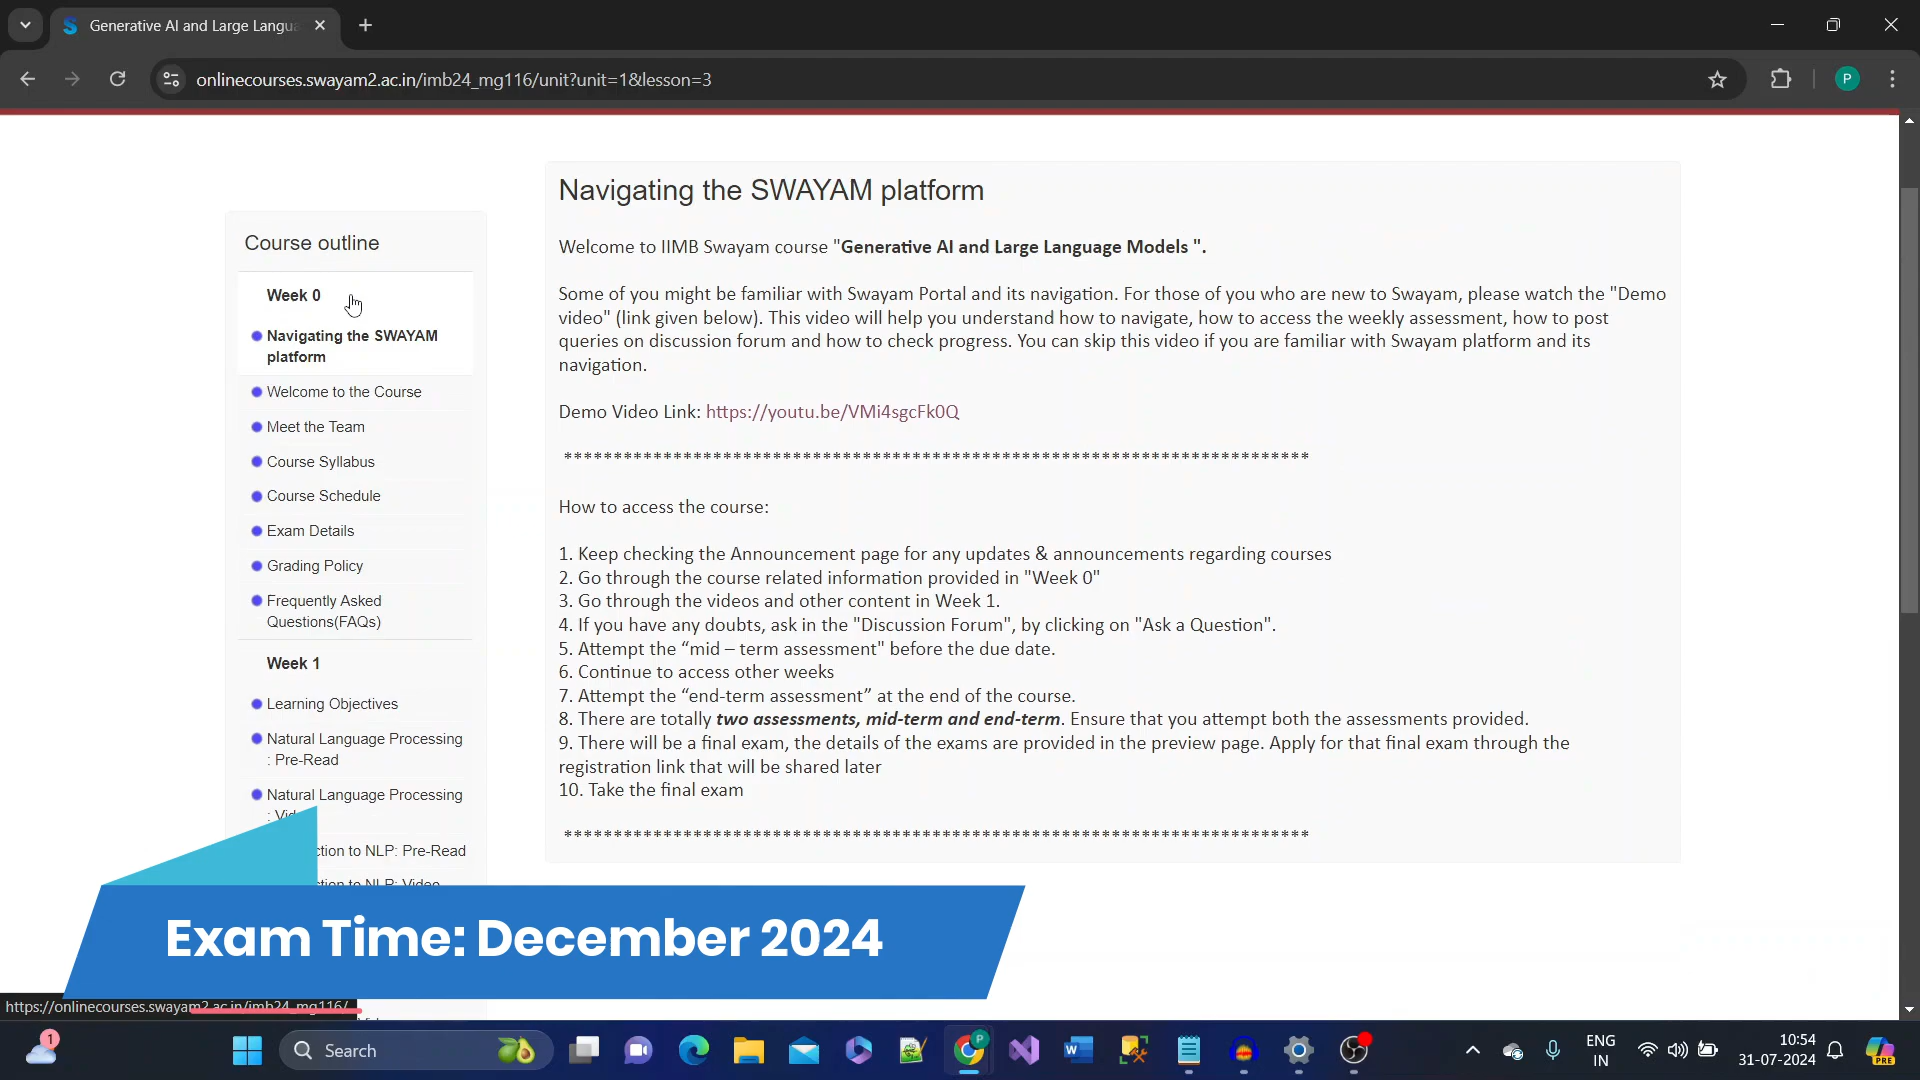 Generative AI and Large Langua
onlinecourses.swayam2.ac.in/imb24_mg116/unit?unit=1&lesson=3
P
Navigating the SWAYAM platform
Welcome to IIMB Swayam course "Generative AI and Large Language Models ".
Some of you might be familiar with Swayam Portal and its navigation. For those of you who are new to Swayam, please watch the "Demo
video" (link given below). This video will help you understand how to navigate, how to access the weekly assessment, how to post
queries on discussion forum and how to check progress. You can skip this video if you are familiar with Swayam platform and its
navigation.
Demo Video Link: https://youtu.be/VMi4sgcFk0Q
***************************************************************************
How to access the course:
1. Keep checking the Announcement page for any updates & announcements regarding courses
2. Go through the course related information provided in "Week 0"
3. Go through the videos and other content in Week 1.
4. If you have any doubts, ask in the "Discussion Forum", by clicking on "Ask a Question".
5. Attempt the “mid – term assessment" before the due date.
6. Continue to access other weeks
7. Attempt the “end-term assessment” at the end of the course.
8. There are totally two assessments, mid-term and end-term. Ensure that you attempt both the assessments provided.
9. There will be a final exam, the details of the exams are provided in the preview page. Apply for that final exam through the
registration link that will be shared later
10. Take the final exam
***************************************************************************
Course outline
Week 0
Navigating the SWAYAM
platform
Welcome to the Course
Meet the Team
Course Syllabus
Course Schedule
Exam Details
Grading Policy
Frequently Asked
Questions(FAQs)
Week 1
Learning Objectives
Natural Language Processing
: Pre-Read
Natural Language Processing
ction to NLP: Pre-Read
ction to NLP: Video
Exam Time: December 2024
https://onlinecourses.swayam2.ac.in/imb24_mg116/
1
Search
P
ENG
IN
10:54
31-07-2024
PRE